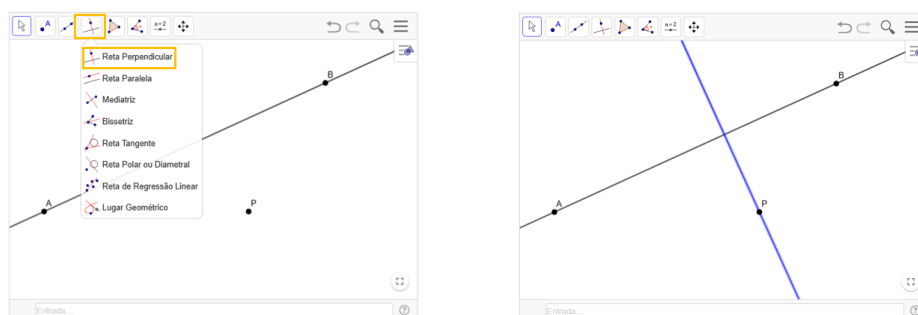 A
a=2
Reta Perpendicular
Reta Paralela
Mediatriz
Bissetriz
Reta Tangente
Reta Polar ou Diametral
Reta de Regressão Linear
Lugar Geométrico
B
A
P
Entrada...
A
a=2
B
A
P
Entrada...